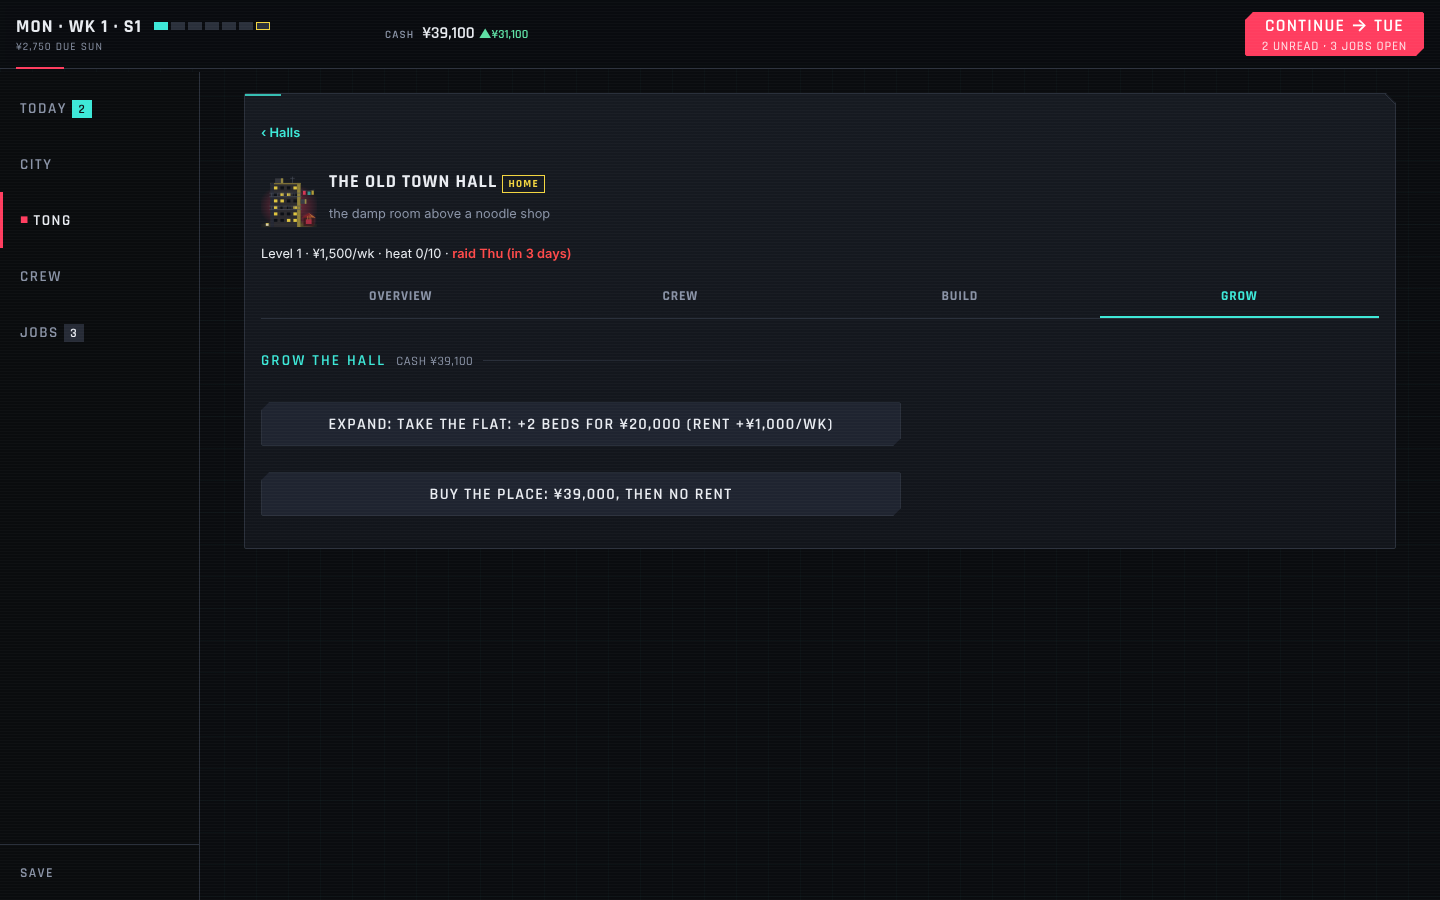 MON · WK 1 · S1
¥2,750 DUE SUN
CASH ¥39,100 ▲¥31,100
CONTINUE → TUE
2 UNREAD · 3 JOBS OPEN
TODAY 2
CITY
TONG
CREW
JOBS 3
SAVE
‹ Halls
THE OLD TOWN HALL HOME
the damp room above a noodle shop
Level 1 · ¥1,500/wk · heat 0/10 · raid Thu (in 3 days)
OVERVIEW CREW BUILD GROW
GROW THE HALL CASH ¥39,100
EXPAND: TAKE THE FLAT: +2 BEDS FOR ¥20,000 (RENT +¥1,000/WK)
BUY THE PLACE: ¥39,000, THEN NO RENT